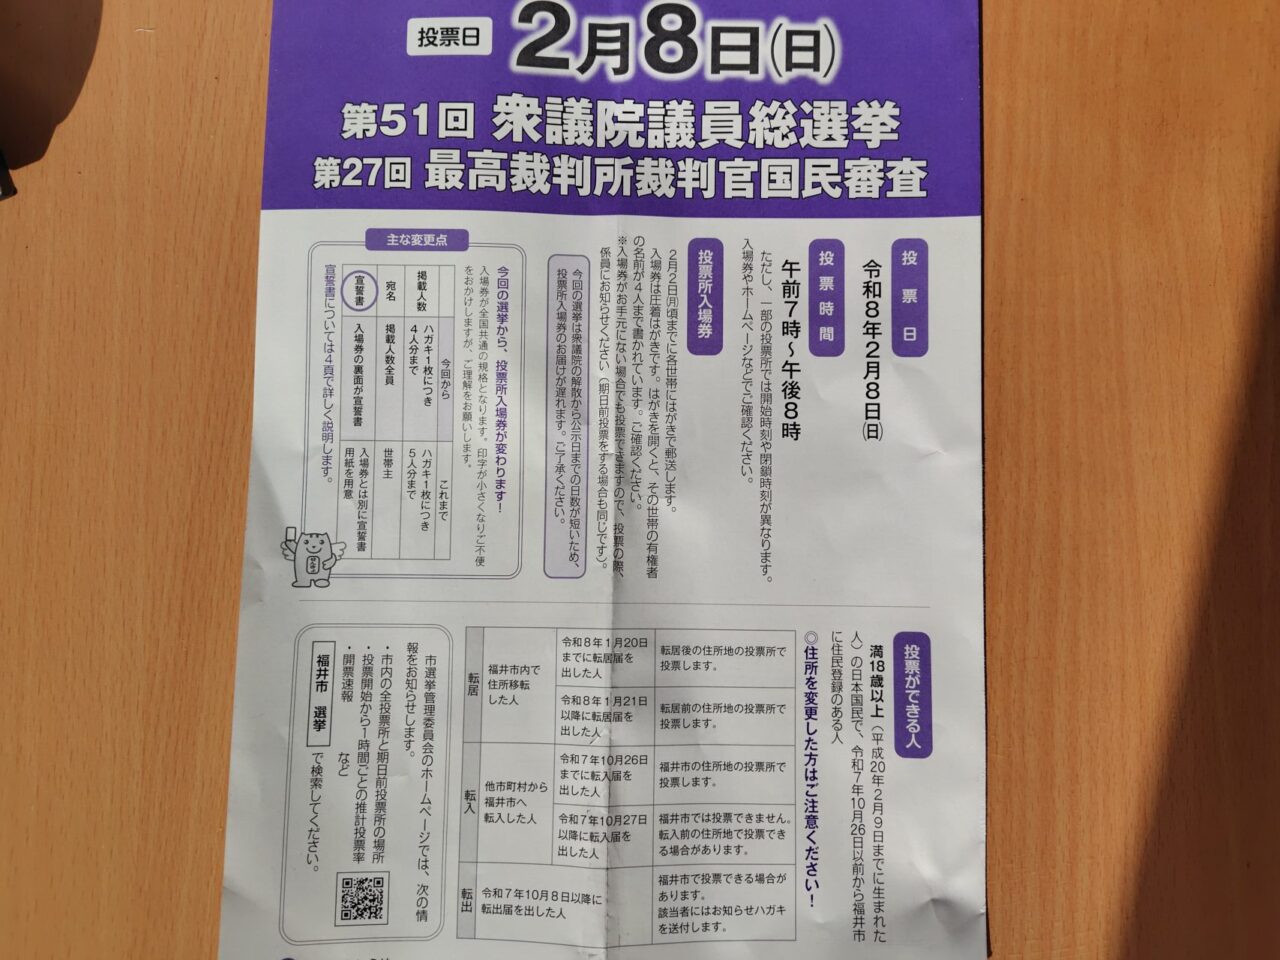 投票日 2月8日(日)
第51回 衆議院議員総選挙
第27回 最高裁判所裁判官国民審査
投票日
令和8年2月8日(日)
投票時間
午前7時～午後8時
ただし、一部の投票所では開始時刻や閉鎖時刻が異なります。
入場券やホームページなどでご確認ください。
投票所入場券
2月2日(月)頃までに各世帯にはがきで郵送します。
入場券は圧着はがきです。はがきを開くと、その世帯の有権者
の名前が4人まで書かれています。ご確認ください。
※入場券がお手元にない場合でも投票できますので、投票の際、
係員にお知らせください（期日前投票をする場合も同じです）。
今回の選挙は衆議院の解散から公示日までの日数が短いため、
投票所入場券のお届けが遅れます。ご了承ください。
主な変更点
今回の選挙から、投票所入場券が変わります！
入場券が全国共通の規格となります。印字が小さくなりご不便
をおかけしますが、ご理解をお願いします。
今回から
これまで
掲載人数
ハガキ1枚につき
4人分まで
ハガキ1枚につき
5人分まで
宛名
掲載人数全員
世帯主
宣誓書
入場券の裏面が宣誓書
入場券とは別に宣誓書
用紙を用意
宣誓書については4頁で詳しく説明します。
投票ができる人
満18歳以上（平成20年2月9日までに生まれた
人）の日本国民で、令和7年10月26日以前から福井市
に住民登録のある人
◎住所を変更した方はご注意ください！
転居
福井市内で
住所移転
した人
令和8年1月20日
までに転居届を
出した人
転居後の住所地の投票所で
投票します。
令和8年1月21日
以降に転居届を
出した人
転居前の住所地の投票所で
投票します。
転入
他市町村から
福井市へ
転入した人
令和7年10月26日
までに転入届を
出した人
福井市の住所地の投票所で
投票します。
令和7年10月27日
以降に転入届を
出した人
福井市では投票できません。
転入前の住所地で投票でき
る場合があります。
転出
令和7年10月8日以降に
転出届を出した人
福井市で投票できる場合が
あります。
該当者にはお知らせハガキ
を送付します。
市選挙管理委員会のホームページでは、次の情
報をお知らせします。
・市内の全投票所と期日前投票所の場所
・投票開始から1時間ごとの推計投票率
・開票速報 など
福井市 選挙 で検索してください。